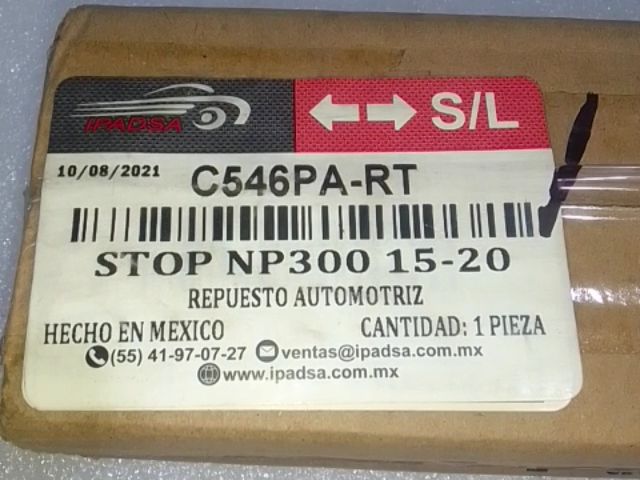 IPADSA
S/L
10/08/2021
C546PA-RT
STOP NP300 15-20
REPUESTO AUTOMOTRIZ
HECHO EN MEXICO CANTIDAD: 1 PIEZA
(55) 41-97-07-27 ventas@ipadsa.com.mx
www.ipadsa.com.mx